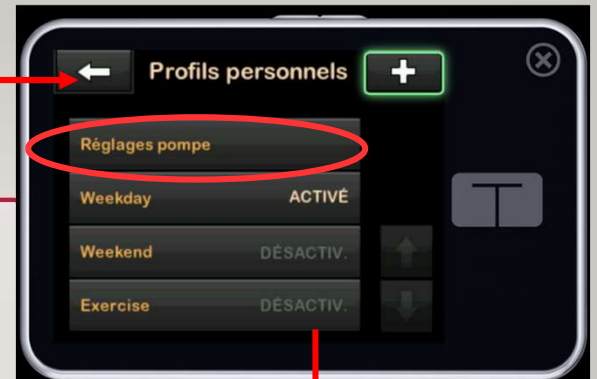 Profils personnels
Réglages pompe
Weekday ACTIVÉ
Weekend DÉSACTIV.
Exercise DÉSACTIV.